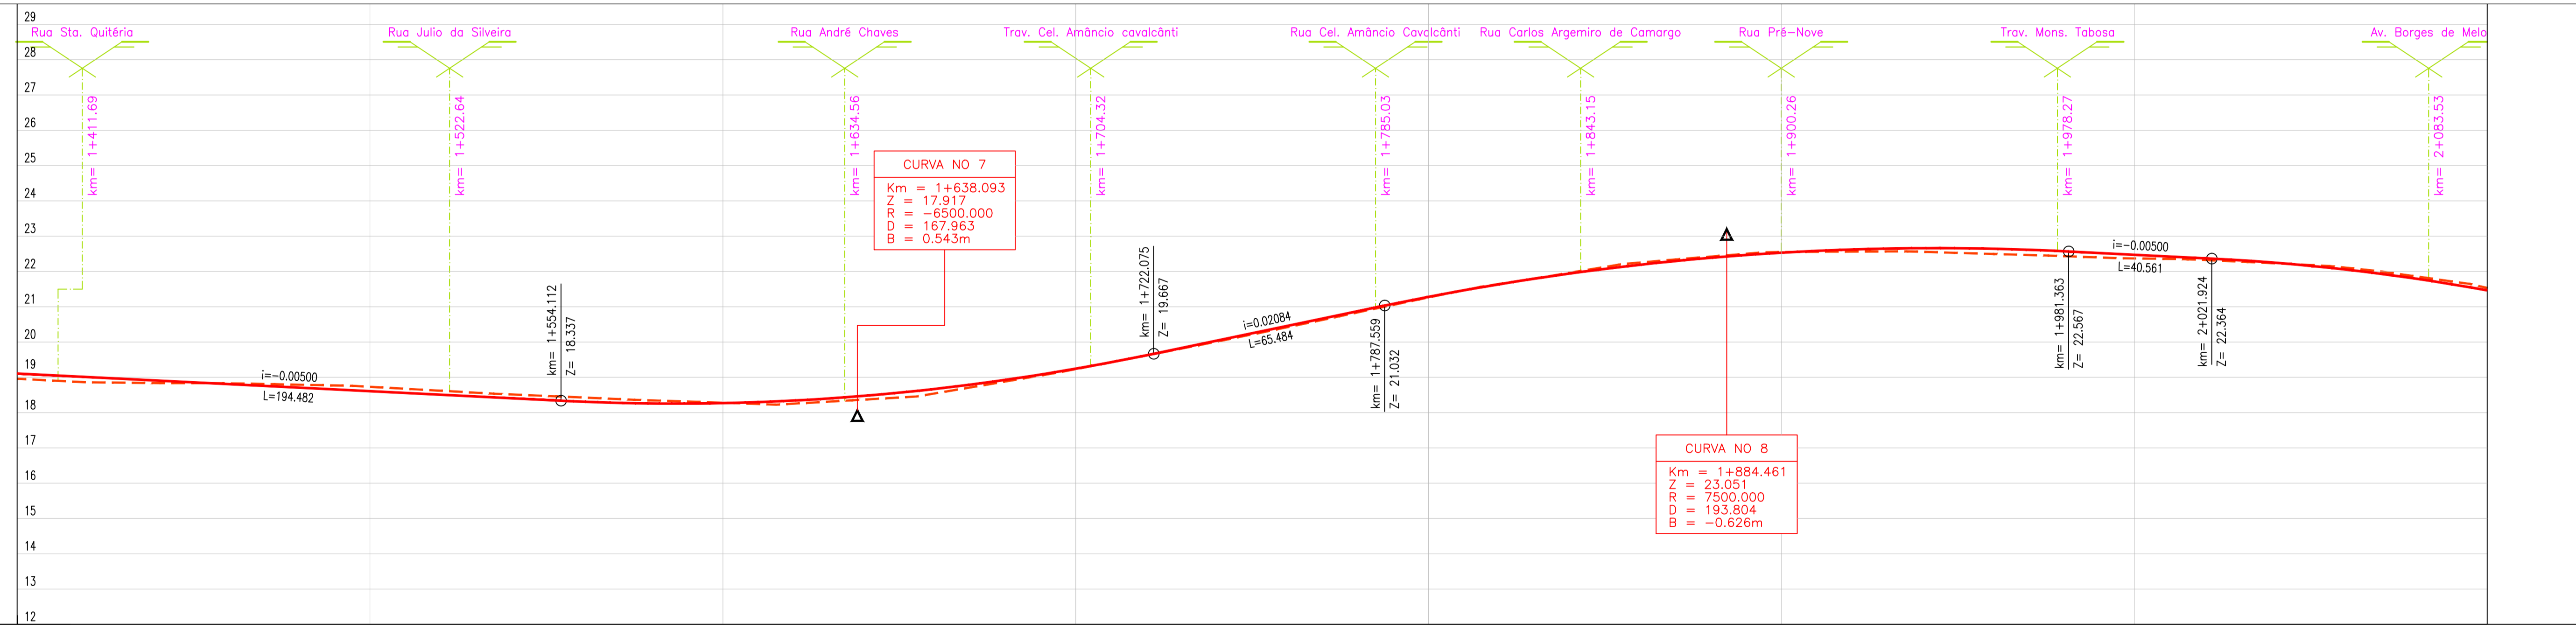 29
28
27
26
25
24
23
22
21
20
19
18
17
16
15
14
13
12
Rua Sta. Quitéria
km= 1+411.69
Rua Julio da Silveira
km= 1+522.64
Rua André Chaves
km= 1+634.56
Trav. Cel. Amâncio cavalcânti
km= 1+704.32
Rua Cel. Amâncio Cavalcânti
km= 1+785.03
Rua Carlos Argemiro de Camargo
km= 1+843.15
Rua Pré-Nove
km= 1+900.26
Trav. Mons. Tabosa
km= 1+978.27
Av. Borges de Melo
km= 2+083.53
i=-0.00500
L=194.482
km= 1+554.112
Z= 18.337
CURVA NO 7
Km = 1+638.093
Z = 17.917
R = -6500.000
D = 167.963
B = 0.543m
km= 1+722.075
Z= 19.667
i=0.02084
L=65.484
km= 1+787.559
Z= 21.032
CURVA NO 8
Km = 1+884.461
Z = 23.051
R = 7500.000
D = 193.804
B = -0.626m
km= 1+981.363
Z= 22.567
i=-0.00500
L=40.561
km= 2+021.924
Z= 22.364